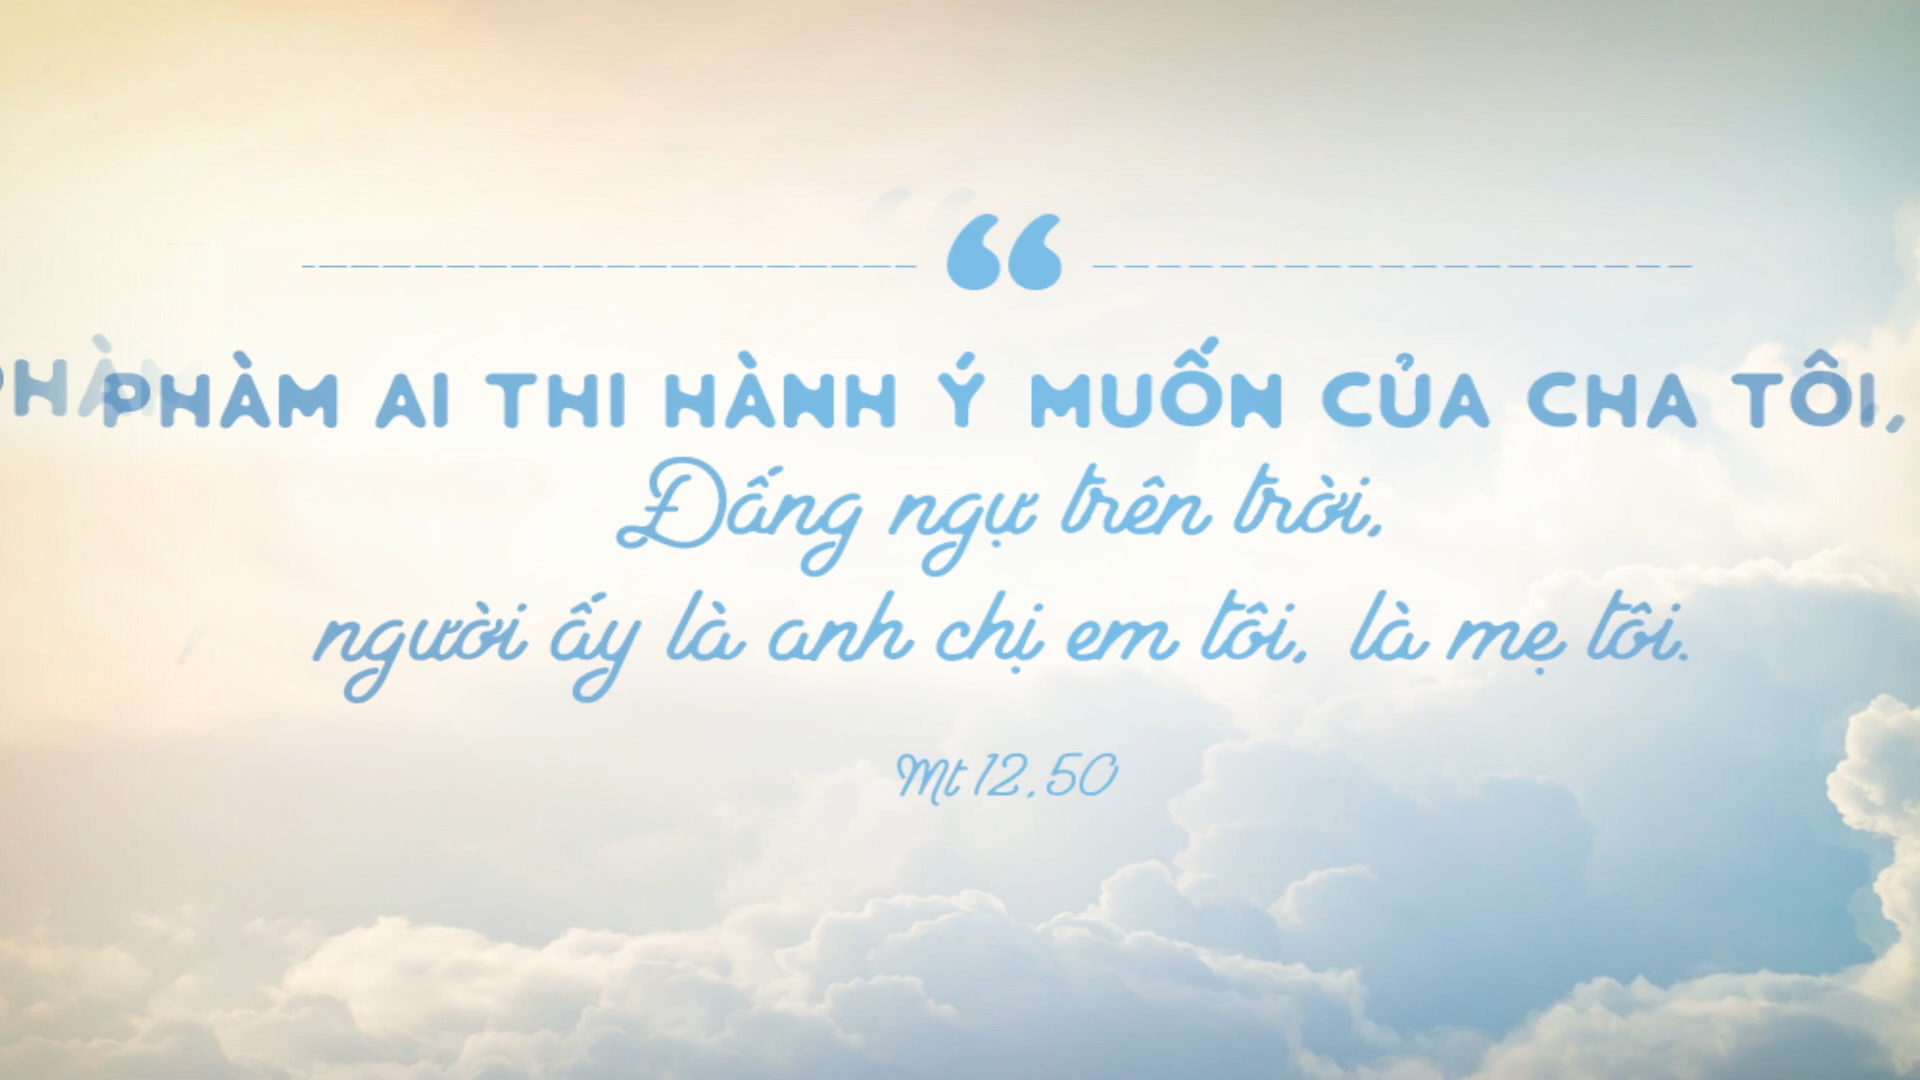 “
PHÀM AI THI HÀNH Ý MUỐN CỦA CHA TÔI,
Đấng ngự trên trời,
người ấy là anh chị em tôi, là mẹ tôi.
Mt 12,50